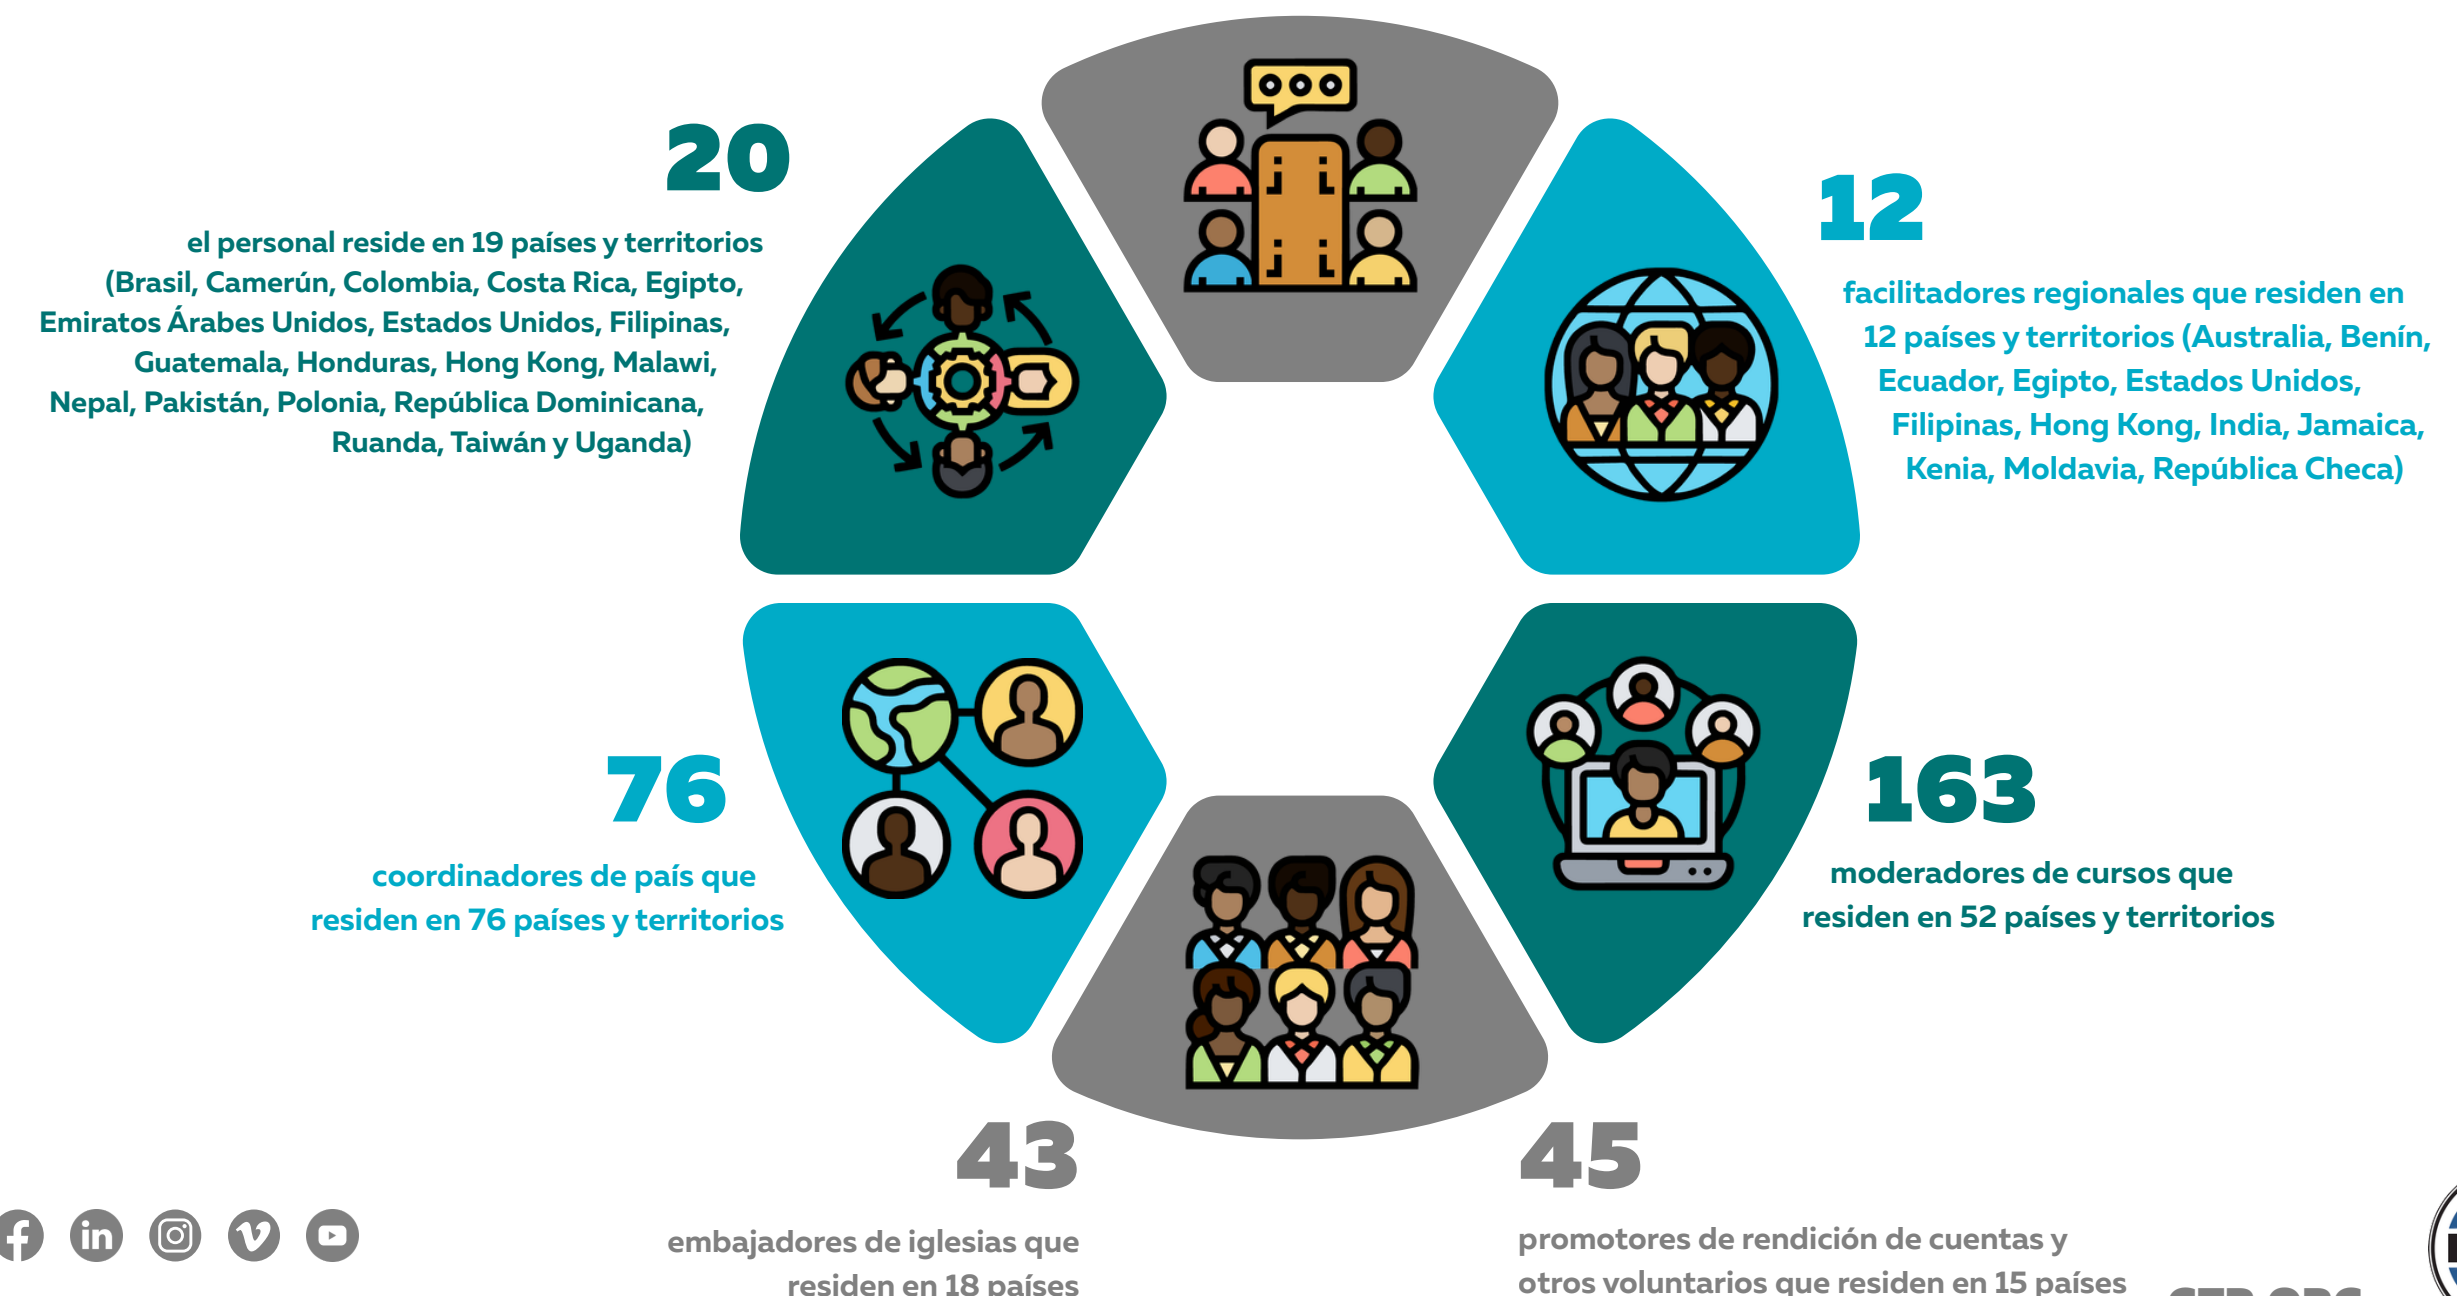 20
el personal reside en 19 países y territorios
(Brasil, Camerún, Colombia, Costa Rica, Egipto,
Emiratos Árabes Unidos, Estados Unidos, Filipinas,
Guatemala, Honduras, Hong Kong, Malawi,
Nepal, Pakistán, Polonia, República Dominicana,
Ruanda, Taiwán y Uganda)
12
facilitadores regionales que residen en
12 países y territorios (Australia, Benín,
Ecuador, Egipto, Estados Unidos,
Filipinas, Hong Kong, India, Jamaica,
Kenia, Moldavia, República Checa)
76
coordinadores de país que
residen en 76 países y territorios
163
moderadores de cursos que
residen en 52 países y territorios
43
embajadores de iglesias que
residen en 18 países
45
promotores de rendición de cuentas y
otros voluntarios que residen en 15 países